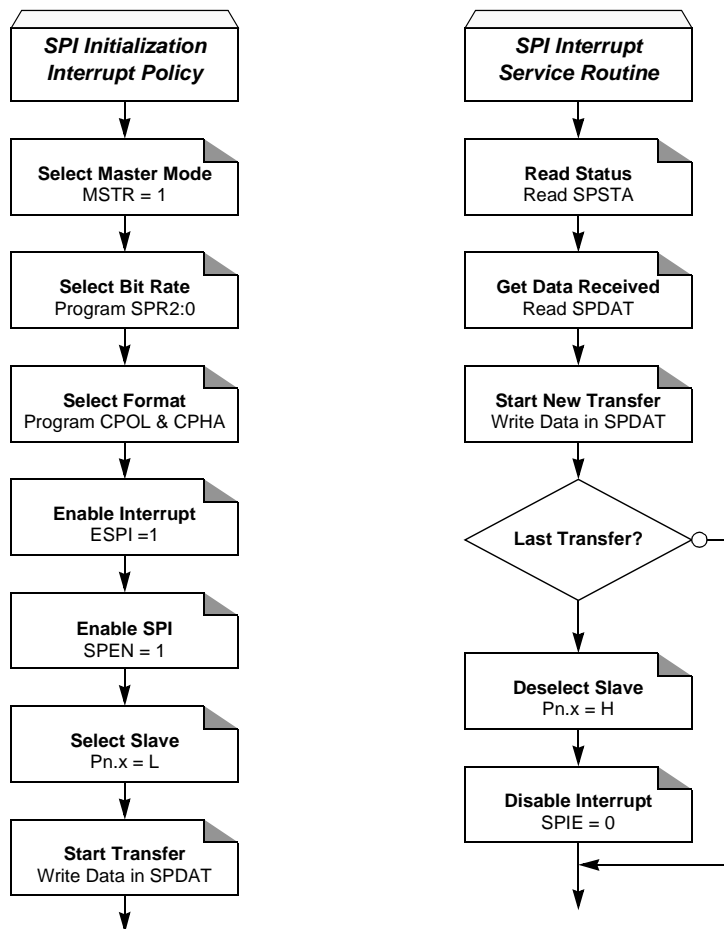 SPI Initialization
Interrupt Policy
Select Master Mode
MSTR = 1
Select Bit Rate
Program SPR2:0
Select Format
Program CPOL & CPHA
Enable Interrupt
ESPI =1
Enable SPI
SPEN = 1
Select Slave
Pn.x = L
Start Transfer
Write Data in SPDAT
SPI Interrupt
Service Routine
Read Status
Read SPSTA
Get Data Received
Read SPDAT
Start New Transfer
Write Data in SPDAT
Last Transfer?
Deselect Slave
Pn.x = H
Disable Interrupt
SPIE = 0